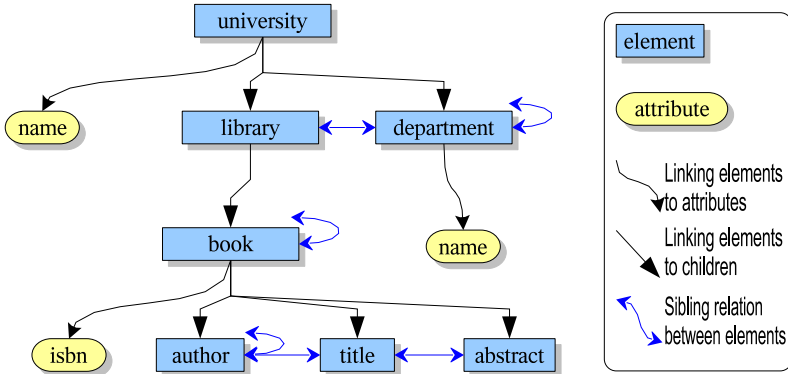 university
name
library
department
book
name
isbn
author
title
abstract
element
attribute
Linking elements
to attributes
Linking elements
to children
Sibling relation
between elements